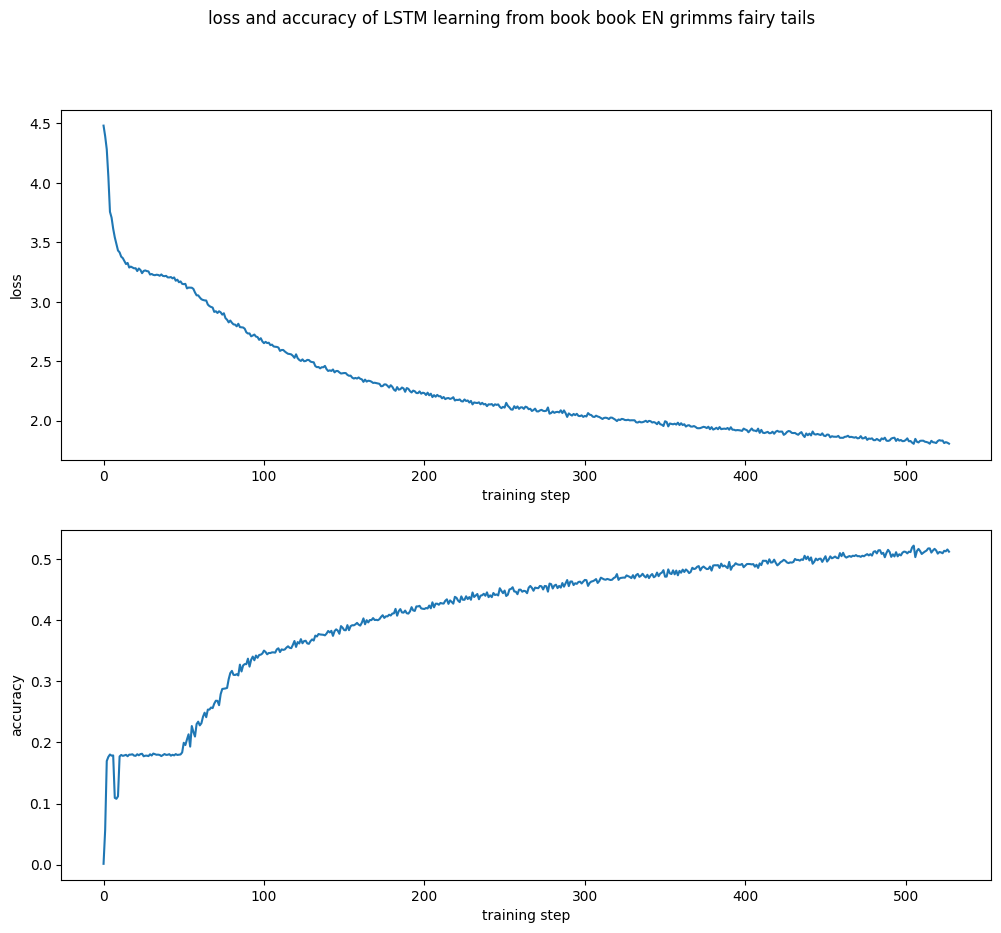 loss and accuracy of LSTM learning from book book EN grimms fairy tails
4.5
4.0
3.5
3.0
2.5
2.0
loss
0 100 200 300 400 500
training step
0.5
0.4
0.3
0.2
0.1
0.0
accuracy
0 100 200 300 400 500
training step